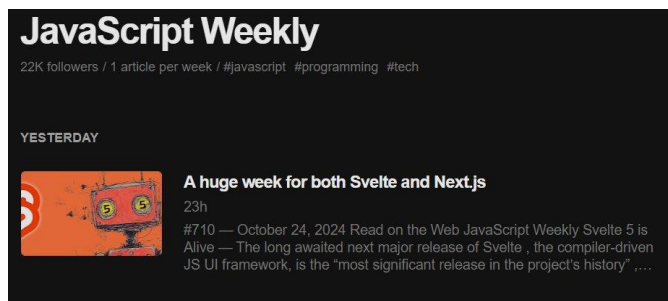 JavaScript Weekly
22K followers / 1 article per week / #javascript #programming #tech
YESTERDAY
5 5
A huge week for both Svelte and Next.js
23h
#710 — October 24, 2024 Read on the Web JavaScript Weekly Svelte 5 is
Alive — The long awaited next major release of Svelte , the compiler-driven
JS UI framework, is the “most significant release in the project’s history” ,…